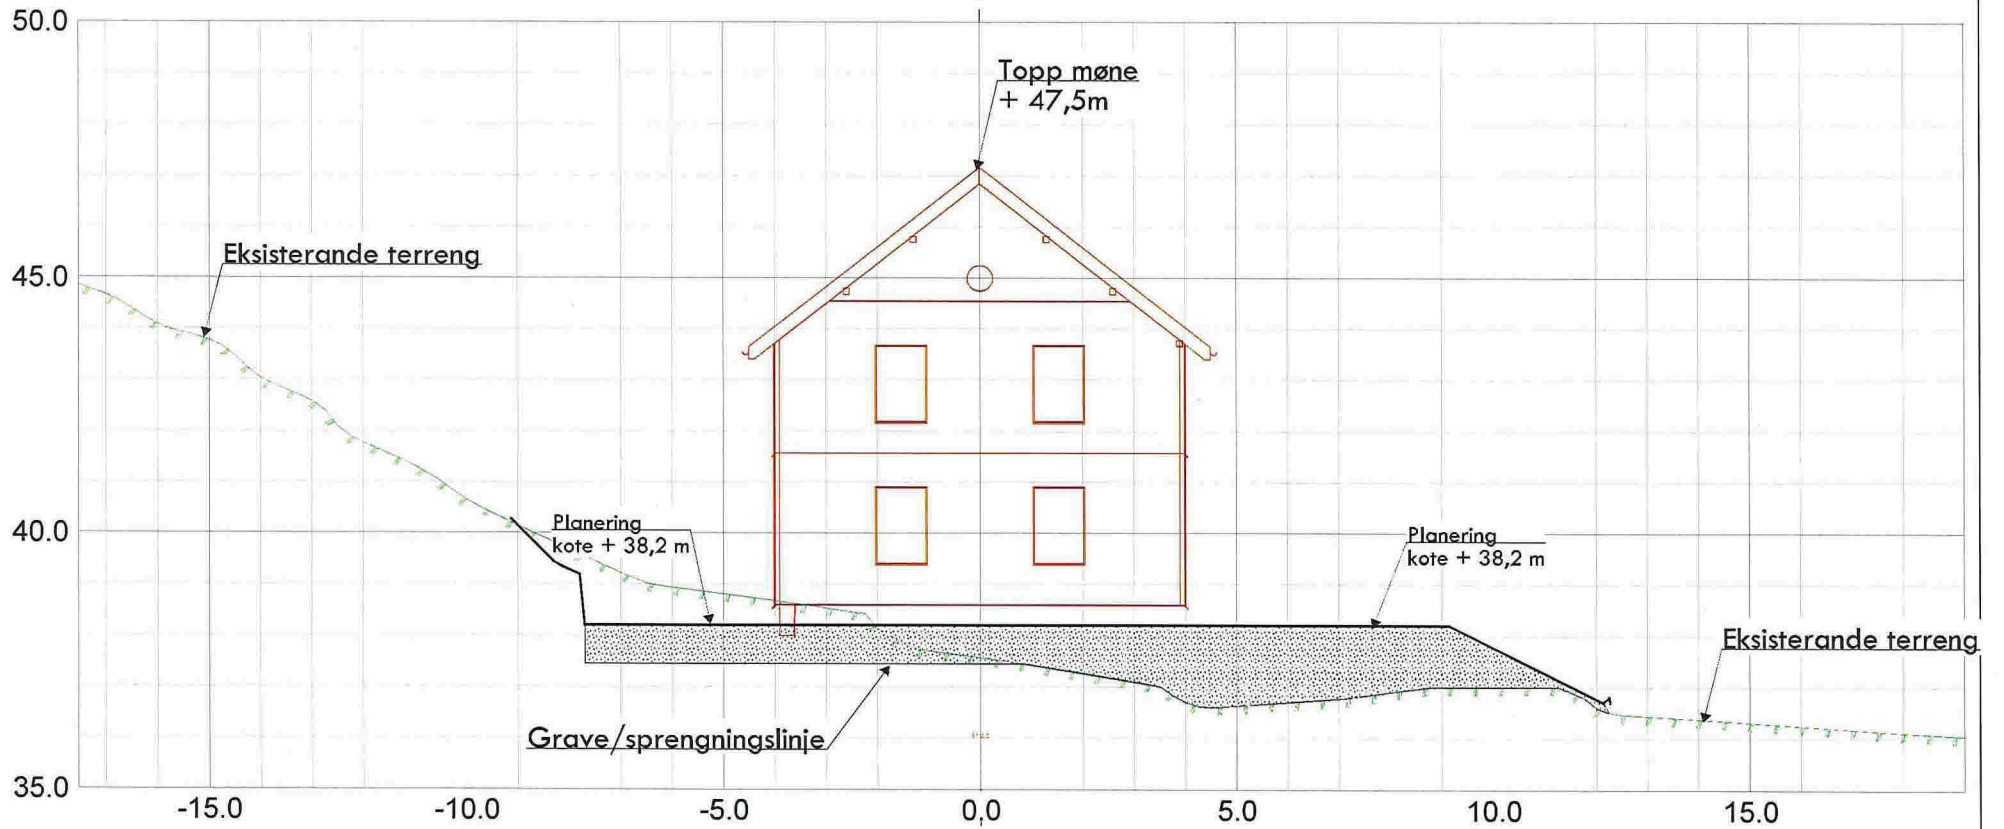 50.0
Topp møne
+ 47,5m
Eksisterande terreng
45.0
40.0
Planering
kote + 38,2 m
Planering
kote + 38,2 m
Eksisterande terreng
Grave/sprengningslinje
35.0
-15.0
-10.0
-5.0
0,0
5.0
10.0
15.0